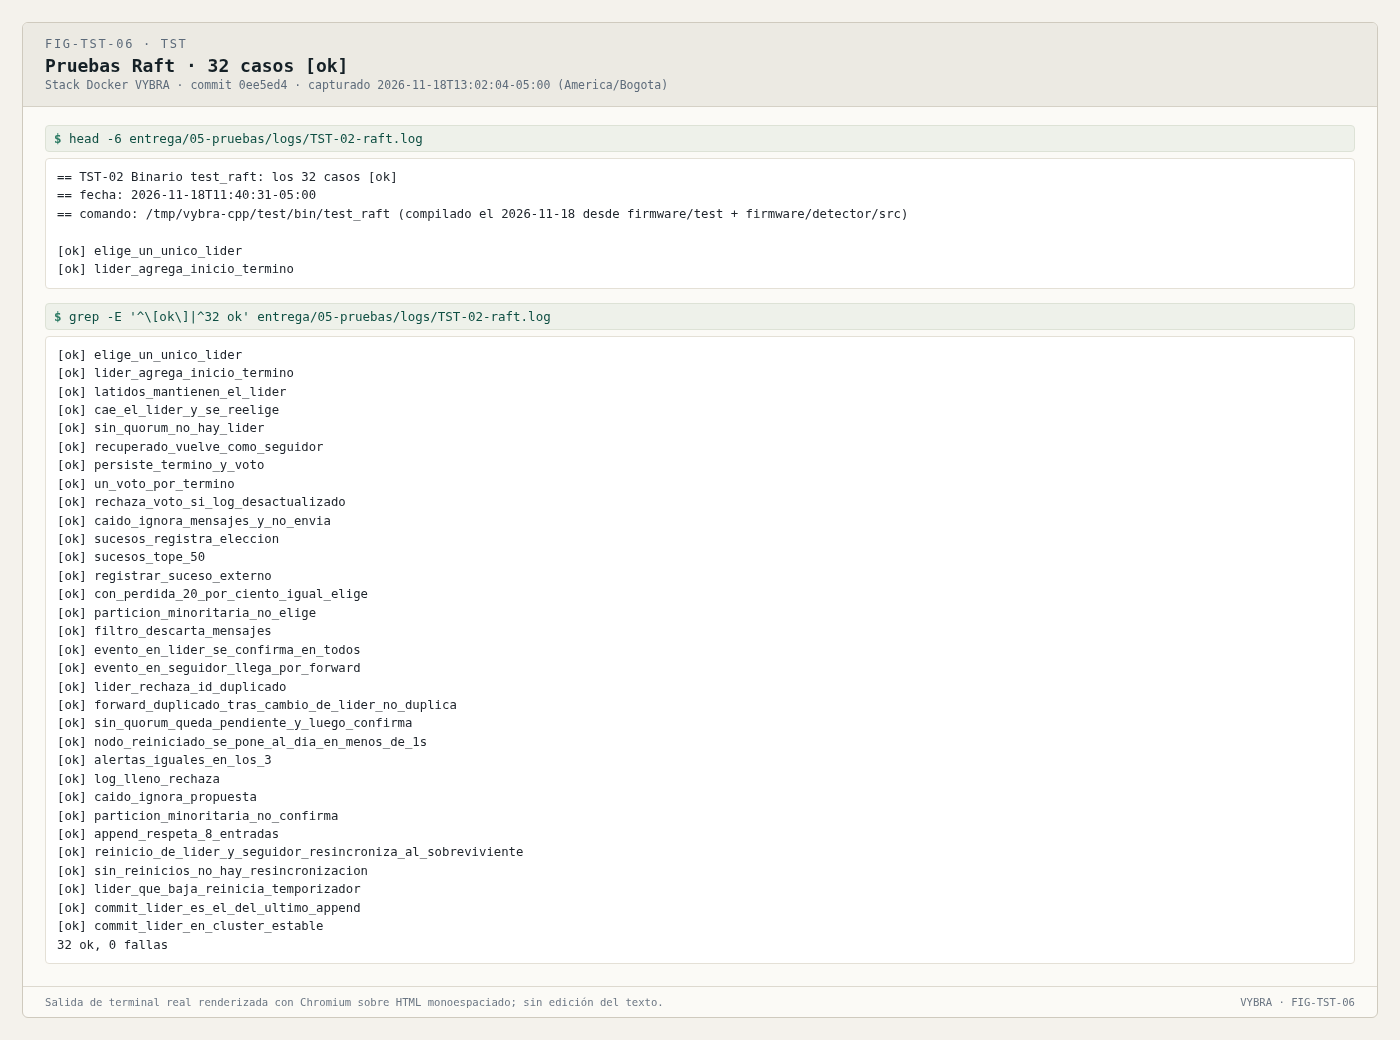 FIG-TST-06 · TST
Pruebas Raft · 32 casos [ok]
Stack Docker VYBRA · commit 0ee5ed4 · capturado 2026-11-18T13:02:04-05:00 (America/Bogota)
$ head -6 entrega/05-pruebas/logs/TST-02-raft.log
== TST-02 Binario test_raft: los 32 casos [ok]
== fecha: 2026-11-18T11:40:31-05:00
== comando: /tmp/vybra-cpp/test/bin/test_raft (compilado el 2026-11-18 desde firmware/test + firmware/detector/src)
[ok] elige_un_unico_lider
[ok] lider_agrega_inicio_termino
$ grep -E '^\[ok\]|^32 ok' entrega/05-pruebas/logs/TST-02-raft.log
[ok] elige_un_unico_lider
[ok] lider_agrega_inicio_termino
[ok] latidos_mantienen_el_lider
[ok] cae_el_lider_y_se_reelige
[ok] sin_quorum_no_hay_lider
[ok] recuperado_vuelve_como_seguidor
[ok] persiste_termino_y_voto
[ok] un_voto_por_termino
[ok] rechaza_voto_si_log_desactualizado
[ok] caido_ignora_mensajes_y_no_envia
[ok] sucesos_registra_eleccion
[ok] sucesos_tope_50
[ok] registrar_suceso_externo
[ok] con_perdida_20_por_ciento_igual_elige
[ok] particion_minoritaria_no_elige
[ok] filtro_descarta_mensajes
[ok] evento_en_lider_se_confirma_en_todos
[ok] evento_en_seguidor_llega_por_forward
[ok] lider_rechaza_id_duplicado
[ok] forward_duplicado_tras_cambio_de_lider_no_duplica
[ok] sin_quorum_queda_pendiente_y_luego_confirma
[ok] nodo_reiniciado_se_pone_al_dia_en_menos_de_1s
[ok] alertas_iguales_en_los_3
[ok] log_lleno_rechaza
[ok] caido_ignora_propuesta
[ok] particion_minoritaria_no_confirma
[ok] append_respeta_8_entradas
[ok] reinicio_de_lider_y_seguidor_resincroniza_al_sobreviviente
[ok] sin_reinicios_no_hay_resincronizacion
[ok] lider_que_baja_reinicia_temporizador
[ok] commit_lider_es_el_del_ultimo_append
[ok] commit_lider_en_cluster_estable
32 ok, 0 fallas
Salida de terminal real renderizada con Chromium sobre HTML monoespaciado; sin edición del texto.
VYBRA · FIG-TST-06